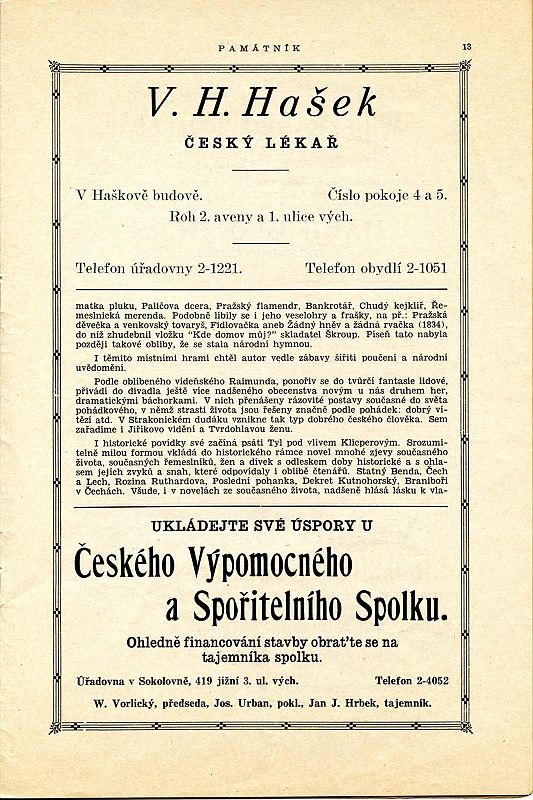 PAMÁTNÍK 13
V. H. Hašek
ČESKÝ LÉKAŘ
V Haškově budově. Číslo pokoje 4 a 5.
Roh 2. aveny a 1. ulice vých.
Telefon úřadovny 2-1221. Telefon obydlí 2-1051
matka pluku, Paličova dcera, Pražský flamendr, Bankrotář, Chudý kejklíř, Ře-
meslnická merenda. Podobně líbily se i jeho veselohry a frašky, na př.: Pražská
děvečka a venkovský tovaryš, Fidlovačka aneb Žádný hněv a žádná rvačka (1834),
do níž zhudebnil vložku "Kde domov můj?" skladatel Škroup. Píseň tato nabyla
později takové obliby, že se stala národní hymnou.
I těmito místními hrami chtěl autor vedle zábavy šířiti poučení a národní
uvědomění.
Podle oblíbeného vídeňského Raimunda, ponořiv se do tvůrčí fantasie lidové,
přivádí do divadla ještě více nadšeného obecenstva novým u nás druhem her,
dramatickými báchorkami. V nich přenášeny rázovité postavy současné do světa
pohádkového, v němž strasti života jsou řešeny značně podle pohádek: dobrý ví-
tězí atd. V Strakonickém dudáku vznikne tak typ dobrého českého člověka. Sem
zařadíme i Jiříkovo vidění a Tvrdohlavou ženu.
I historické povídky své začíná psáti Tyl pod vlivem Klicperovým. Srozumi-
telně milou formou vkládá do historického rámce novel mnohé zjevy současného
života, současných řemeslníků, žen a dívek s odleskem doby historické a s ohla-
sem jejich zvyků a snah, které odpovídaly i oblibě čtenářů. Statný Benda, Čech
a Lech, Rozina Ruthardova, Poslední pohanka, Dekret Kutnohorský, Braniboři
v Čechách. Všude, i v novelách ze současného života, nadšeně hlásá lásku k vla-
UKLÁDEJTE SVÉ ÚSPORY U
Českého Výpomocného
a Spořitelního Spolku.
Ohledně financování stavby obrat'te se na
tajemníka spolku.
Úřadovna v Sokolovně, 419 jižní 3. ul. vých. Telefon 2-4052
W. Vorlický, předseda, Jos. Urban, pokl., Jan J. Hrbek, tajemník.